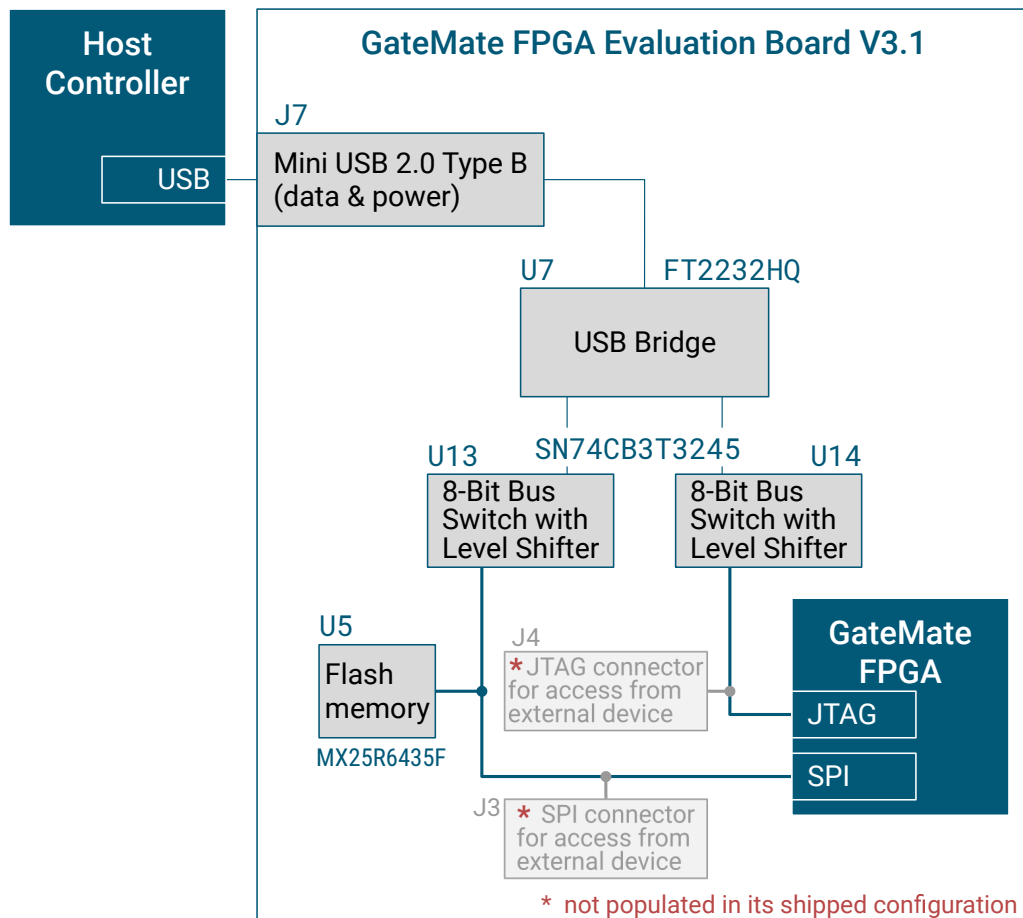 Host
Controller
GateMate FPGA Evaluation Board V3.1
J7
USB
Mini USB 2.0 Type B
(data & power)
U7
FT2232HQ
USB Bridge
SN74CB3T3245
U13
U14
8-Bit Bus
Switch with
Level Shifter
8-Bit Bus
Switch with
Level Shifter
U5
Flash
memory
MX25R6435F
J4
* JTAG connector
for access from
external device
GateMate
FPGA
JTAG
SPI
J3
* SPI connector
for access from
external device
* not populated in its shipped configuration